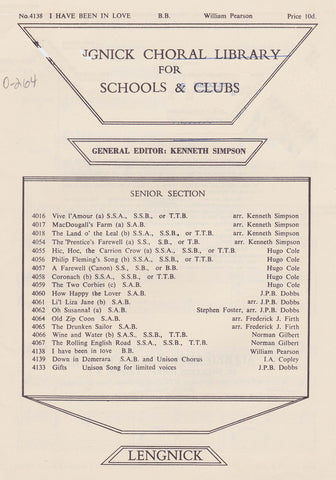 No.4138 I HAVE BEEN IN LOVE B.B. William Pearson Price 10d.
GNICK CHORAL LIBRARY
FOR
SCHOOLS & CLUBS
0-264
GENERAL EDITOR: KENNETH SIMPSON
SENIOR SECTION
4016 Vive l'Amour (a) S.S.A., S.S.B., or T.T.B. arr. Kenneth Simpson
4017 MacDougall's Farm (a) S.A.B. arr. Kenneth Simpson
4018 The Land o' the Leal (b) S.S.A., S.S.B., or T.T.B. arr. Kenneth Simpson
4054 The 'Prentice's Farewell (a) S.S., S.B., or T.B. arr. Kenneth Simpson
4055 Hic, Hoc, the Carrion Crow (a) S.S.A., S.S.B., or T.T.B. Hugo Cole
4056 Philip Fleming's Song (b) S.S.A., S.S.B., or T.T.B. Hugo Cole
4057 A Farewell (Canon) S.S., S.B., or B.B. Hugo Cole
4058 Coronach (b) S.S.A., S.S.B., or T.T.B. Hugo Cole
4059 The Two Corbies (c) S.A.B. Hugo Cole
4060 How Happy the Lover S.A.B. J.P.B. Dobbs
4061 Li'l Liza Jane (b) S.A.B. arr. J.P.B. Dobbs
4062 Oh Susanna! (a) S.A.B. Stephen Foster, arr. J.P.B. Dobbs
4064 Old Zip Coon S.A.B. arr. Frederick J. Firth
4065 The Drunken Sailor S.A.B. arr. Frederick J. Firth
4066 Wine and Water (b) S.A.S., S.S.B., T.T.B. Norman Gilbert
4067 The Rolling English Road S.S.A., S.S.B., T.T.B. Norman Gilbert
4138 I have been in love B.B. William Pearson
4139 Down in Demerara S.A.B. and Unison Chorus I.A. Copley
4133 Gifts Unison Song for limited voices J.P.B. Dobbs
LENGNICK